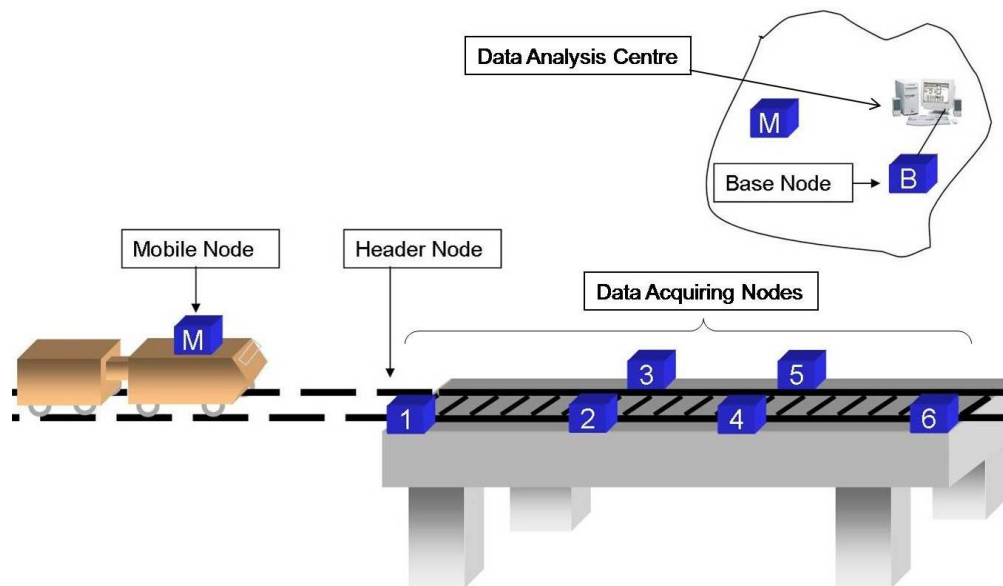 Data Analysis Centre
M
Base Node
B
Mobile Node
Header Node
Data Acquiring Nodes
M
3
5
1
2
4
6